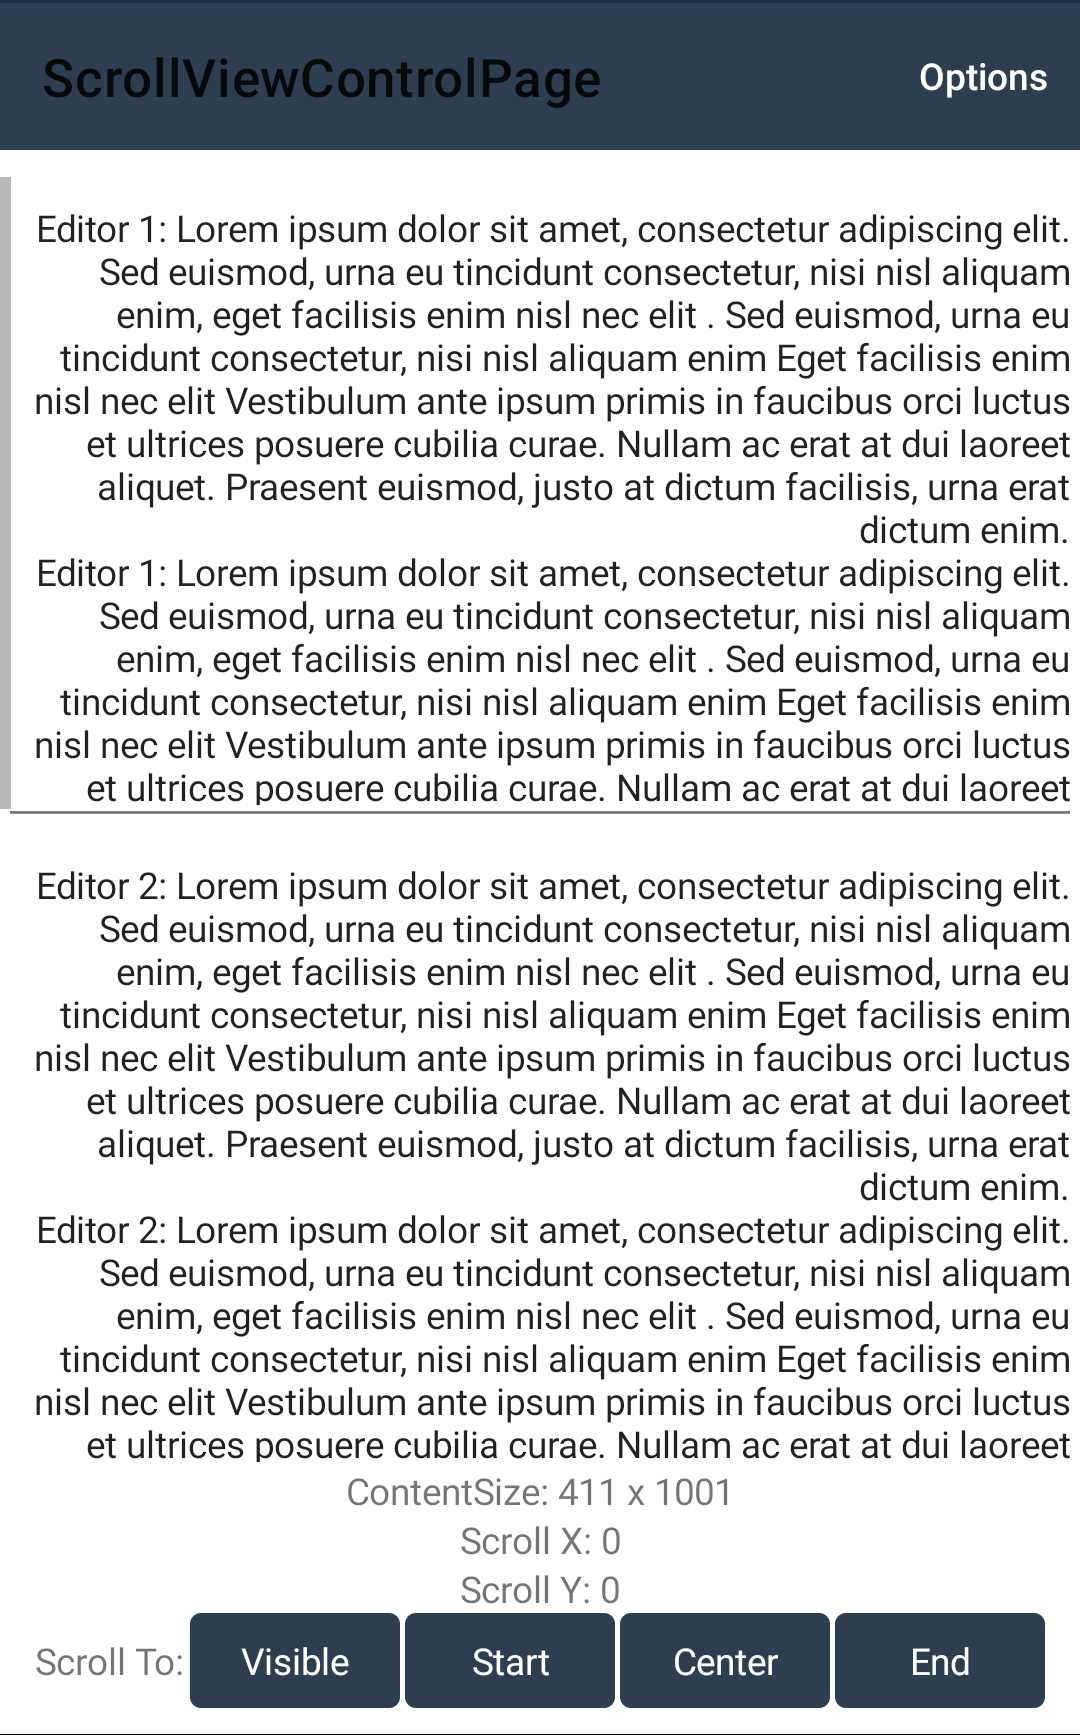 ScrollViewControlPage
Options
Editor 1: Lorem ipsum dolor sit amet, consectetur adipiscing elit.
Sed euismod, urna eu tincidunt consectetur, nisi nisl aliquam
enim, eget facilisis enim nisl nec elit . Sed euismod, urna eu
tincidunt consectetur, nisi nisl aliquam enim Eget facilisis enim
nisl nec elit Vestibulum ante ipsum primis in faucibus orci luctus
et ultrices posuere cubilia curae. Nullam ac erat at dui laoreet
aliquet. Praesent euismod, justo at dictum facilisis, urna erat
dictum enim.
Editor 1: Lorem ipsum dolor sit amet, consectetur adipiscing elit.
Sed euismod, urna eu tincidunt consectetur, nisi nisl aliquam
enim, eget facilisis enim nisl nec elit . Sed euismod, urna eu
tincidunt consectetur, nisi nisl aliquam enim Eget facilisis enim
nisl nec elit Vestibulum ante ipsum primis in faucibus orci luctus
et ultrices posuere cubilia curae. Nullam ac erat at dui laoreet
Editor 2: Lorem ipsum dolor sit amet, consectetur adipiscing elit.
Sed euismod, urna eu tincidunt consectetur, nisi nisl aliquam
enim, eget facilisis enim nisl nec elit . Sed euismod, urna eu
tincidunt consectetur, nisi nisl aliquam enim Eget facilisis enim
nisl nec elit Vestibulum ante ipsum primis in faucibus orci luctus
et ultrices posuere cubilia curae. Nullam ac erat at dui laoreet
aliquet. Praesent euismod, justo at dictum facilisis, urna erat
dictum enim.
Editor 2: Lorem ipsum dolor sit amet, consectetur adipiscing elit.
Sed euismod, urna eu tincidunt consectetur, nisi nisl aliquam
enim, eget facilisis enim nisl nec elit . Sed euismod, urna eu
tincidunt consectetur, nisi nisl aliquam enim Eget facilisis enim
nisl nec elit Vestibulum ante ipsum primis in faucibus orci luctus
et ultrices posuere cubilia curae. Nullam ac erat at dui laoreet
ContentSize: 411 x 1001
Scroll X: 0
Scroll Y: 0
Scroll To: Visible Start Center End